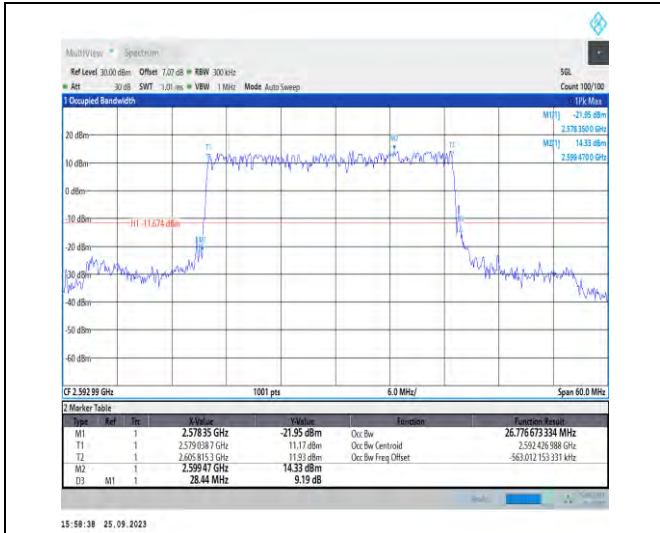 MultiView Spectrum
Ref Level 30.00 dBm Offset 7.07 dB RBW 300 kHz SGL
Att 30 dB SWT 1.01 ms VBW 1 MHz Mode Auto Sweep Count 100/100
1 Occupied Bandwidth 1Pk Max
M1[1] -21.95 dBm
2.578 3500 GHz
M2[1] 14.33 dBm
2.599 4700 GHz
20 dBm
T1 M2 T2
10 dBm
0 dBm
-10 dBm
H1 -11.674 dBm
M1
-20 dBm
-30 dBm
-40 dBm
-50 dBm
-60 dBm
CF 2.592 99 GHz 1001 pts 6.0 MHz/ Span 60.0 MHz
2 Marker Table
Type Ref Trc X-Value Y-Value Function Function Result
M1 1 2.578 35 GHz -21.95 dBm Occ Bw 26.776 673 334 MHz
T1 1 2.579 038 7 GHz 11.17 dBm Occ Bw Centroid 2.592 426 988 GHz
T2 1 2.605 815 3 GHz 11.93 dBm Occ Bw Freq Offset -563.012 153 331 kHz
M2 1 2.599 47 GHz 14.33 dBm
D3 M1 1 28.44 MHz 9.19 dB
15:58:38 25.09.2023